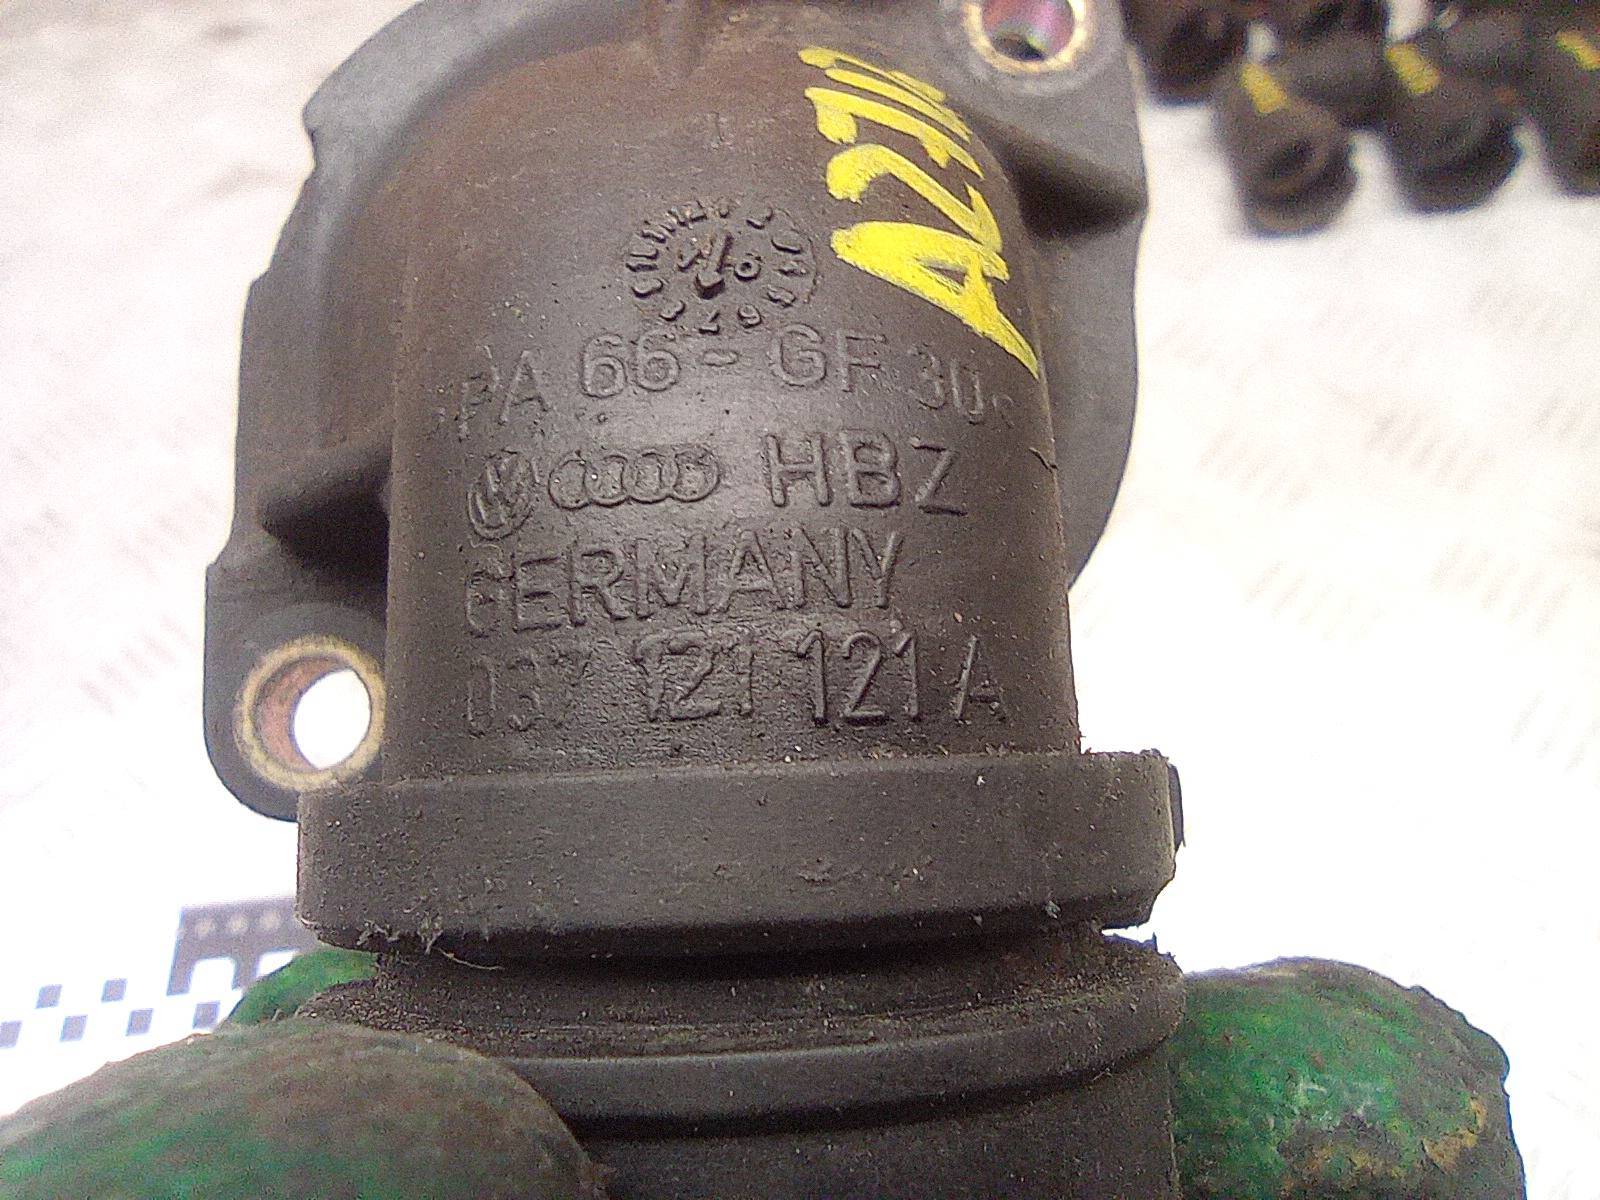 PA 66-GF 30
HBZ
GERMANY
037 121 121 A